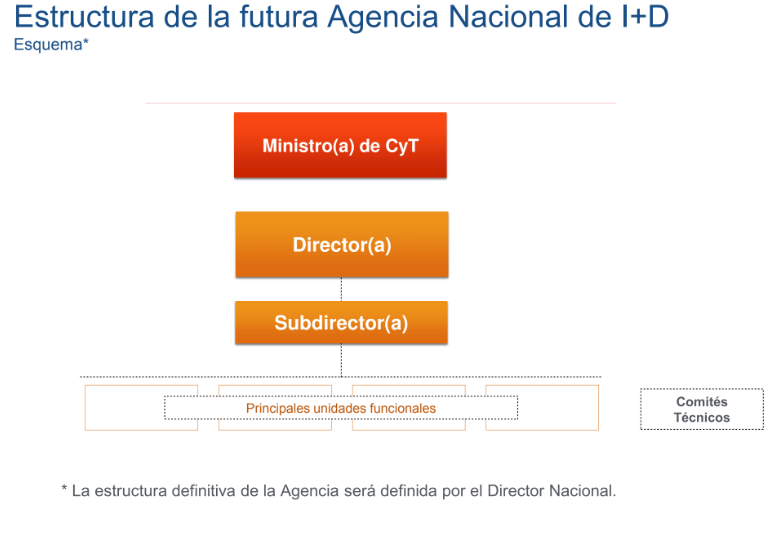 Estructura de la futura Agencia Nacional de I+D
Esquema*
Ministro(a) de CyT
Director(a)
Subdirector(a)
Principales unidades funcionales
Comités
Técnicos
* La estructura definitiva de la Agencia será definida por el Director Nacional.